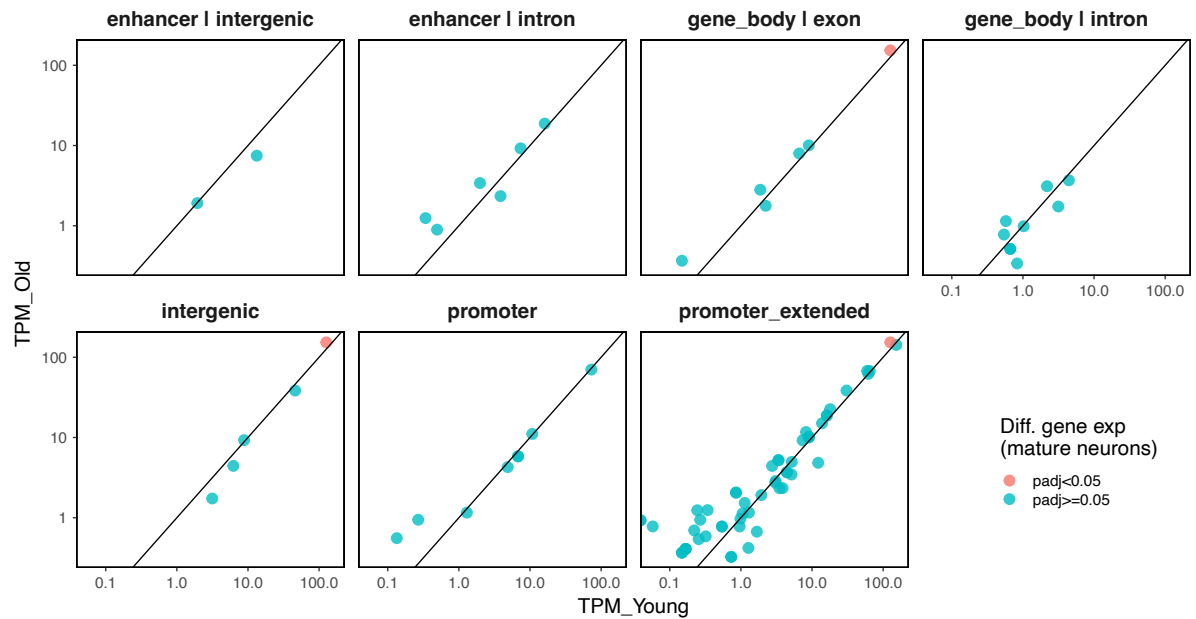 enhancer | intergenic
enhancer | intron
gene_body | exon
gene_body | intron
100
10
1
0.1 1.0 10.0 100.0
TPM_Old
intergenic
promoter
promoter_extended
100
10
1
0.1 1.0 10.0 100.0
0.1 1.0 10.0 100.0
0.1 1.0 10.0 100.0
TPM_Young
Diff. gene exp
(mature neurons)
padj<0.05
padj>=0.05